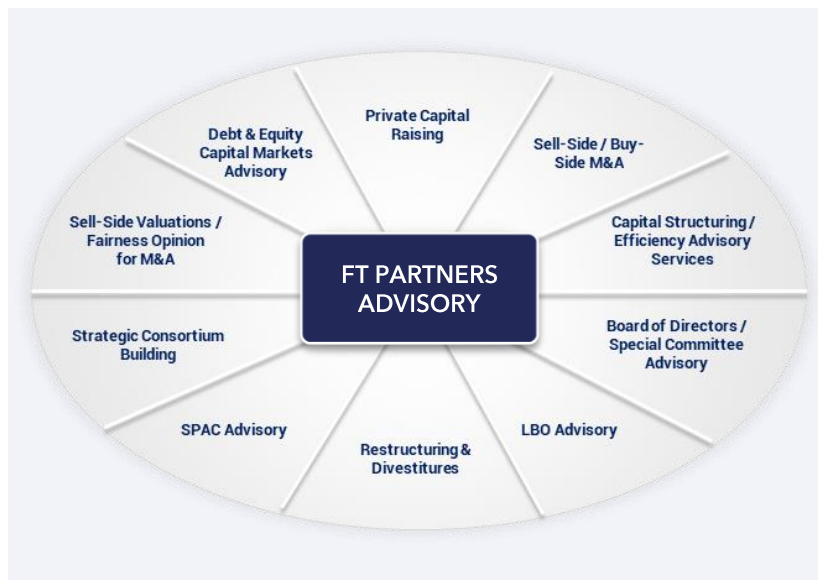 Private Capital
Raising
Debt & Equity
Capital Markets
Advisory
Sell-Side / Buy-
Side M&A
Sell-Side Valuations /
Fairness Opinion
for M&A
Capital Structuring /
Efficiency Advisory
Services
FT PARTNERS
ADVISORY
Strategic Consortium
Building
Board of Directors /
Special Committee
Advisory
SPAC Advisory
LBO Advisory
Restructuring &
Divestitures